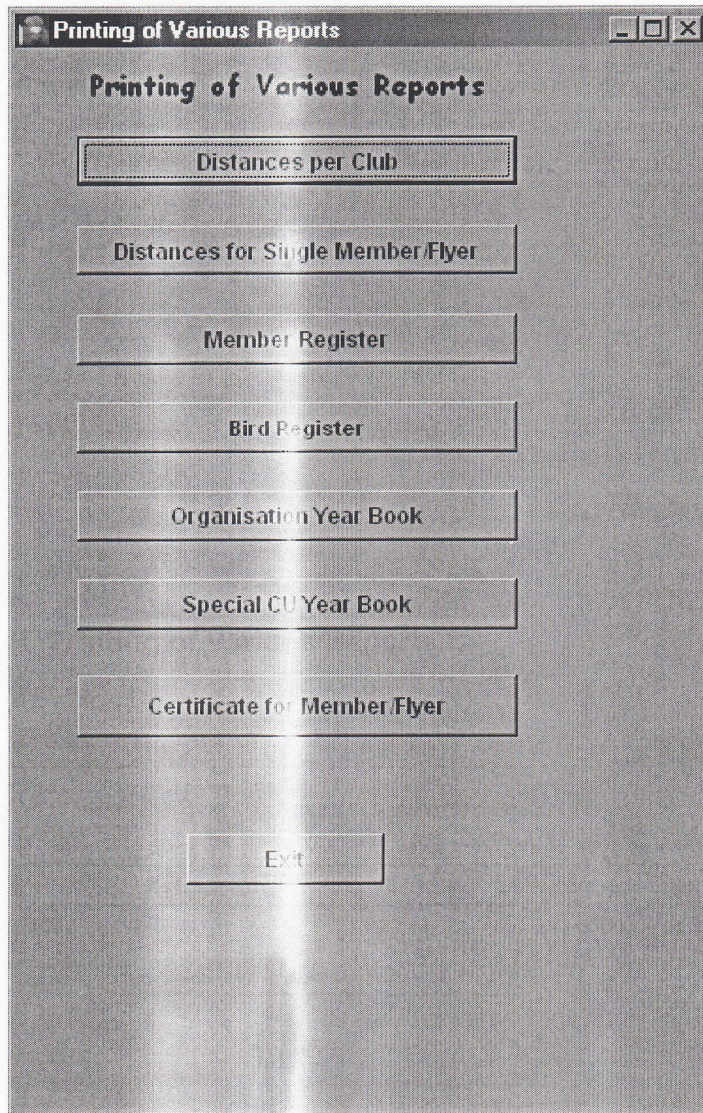 Printing of Various Reports
Printing of Various Reports
Distances per Club
Distances for Single Member/Flyer
Member Register
Bird Register
Organisation Year Book
Special CU Year Book
Certificate for Member/Flyer
Exit